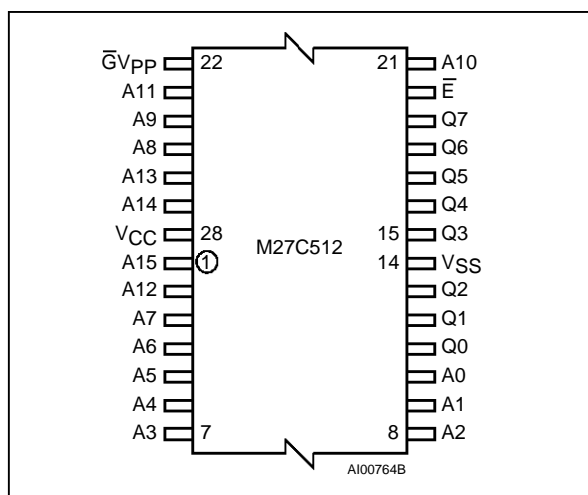 G̅VPP 22 21 A10
A11 E̅
A9 Q7
A8 Q6
A13 Q5
A14 Q4
VCC 28 15 Q3
M27C512
A15 1 14 VSS
A12 Q2
A7 Q1
A6 Q0
A5 A0
A4 A1
A3 7 8 A2
AI00764B